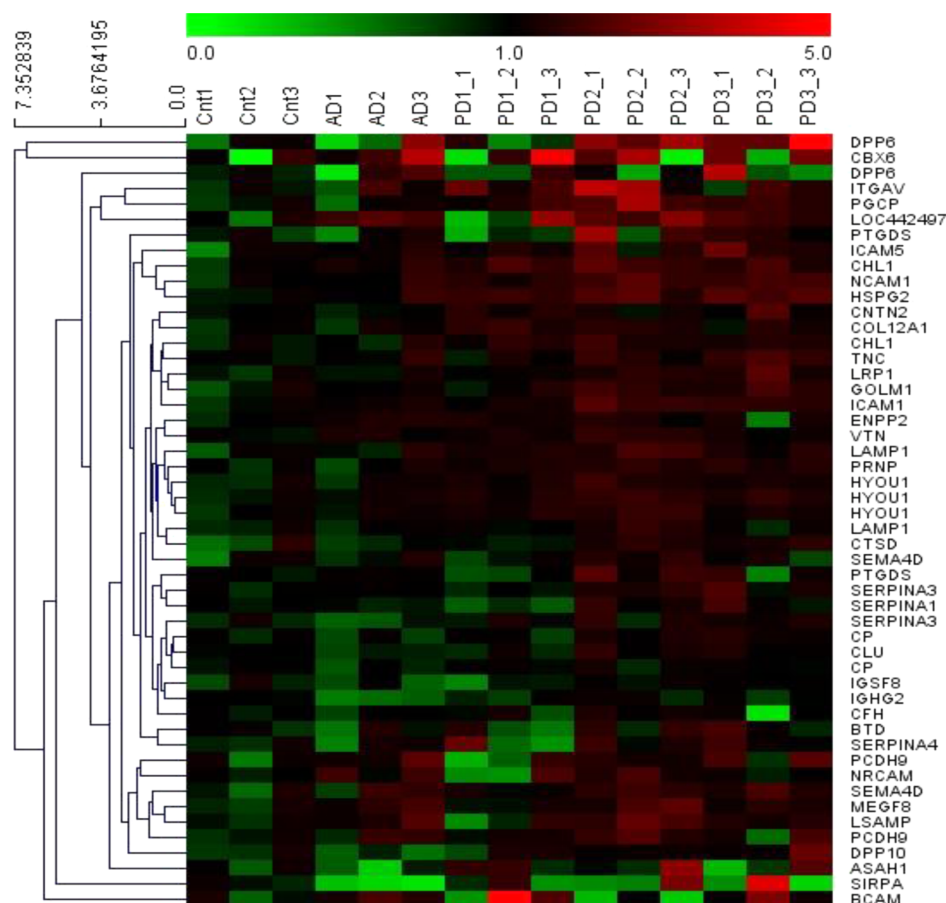 0.0 1.0 5.0
7.352839 3.6764195 0.0
Cnt1 Cnt2 Cnt3 AD1 AD2 AD3 PD1_1 PD1_2 PD1_3 PD2_1 PD2_2 PD2_3 PD3_1 PD3_2 PD3_3
DPP6
CBX6
DPP6
ITGAV
PGCP
LOC442497
PTGDS
ICAM5
CHL1
NCAM1
HSPG2
CNTN2
COL12A1
CHL1
TNC
LRP1
GOLM1
ICAM1
ENPP2
VTN
LAMP1
PRNP
HYOU1
HYOU1
HYOU1
LAMP1
CTSD
SEMA4D
PTGDS
SERPINA3
SERPINA1
SERPINA3
CP
CLU
CP
IGSF8
IGHG2
CFH
BTD
SERPINA4
PCDH9
NRCAM
SEMA4D
MEGF8
LSAMP
PCDH9
DPP10
ASAH1
SIRPA
BCAM